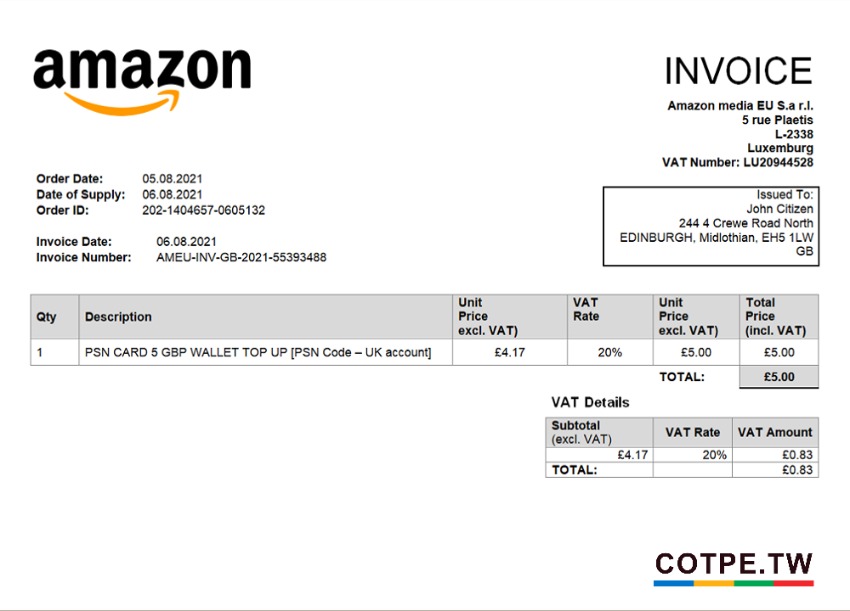 amazon
INVOICE
Amazon media EU S.a r.l.
5 rue Plaetis
L-2338
Luxemburg
VAT Number: LU20944528
Order Date: 05.08.2021
Date of Supply: 06.08.2021
Order ID: 202-1404657-0605132
Invoice Date: 06.08.2021
Invoice Number: AMEU-INV-GB-2021-55393488
Issued To:
John Citizen
244 4 Crewe Road North
EDINBURGH, Midlothian, EH5 1LW
GB
Qty Description Unit Price excl. VAT) VAT Rate Unit Price excl. VAT) Total Price (incl. VAT)
1 PSN CARD 5 GBP WALLET TOP UP [PSN Code – UK account] £4.17 20% £5.00 £5.00
TOTAL: £5.00
VAT Details
Subtotal (excl. VAT) VAT Rate VAT Amount
£4.17 20% £0.83
TOTAL: £0.83
COTPE.TW